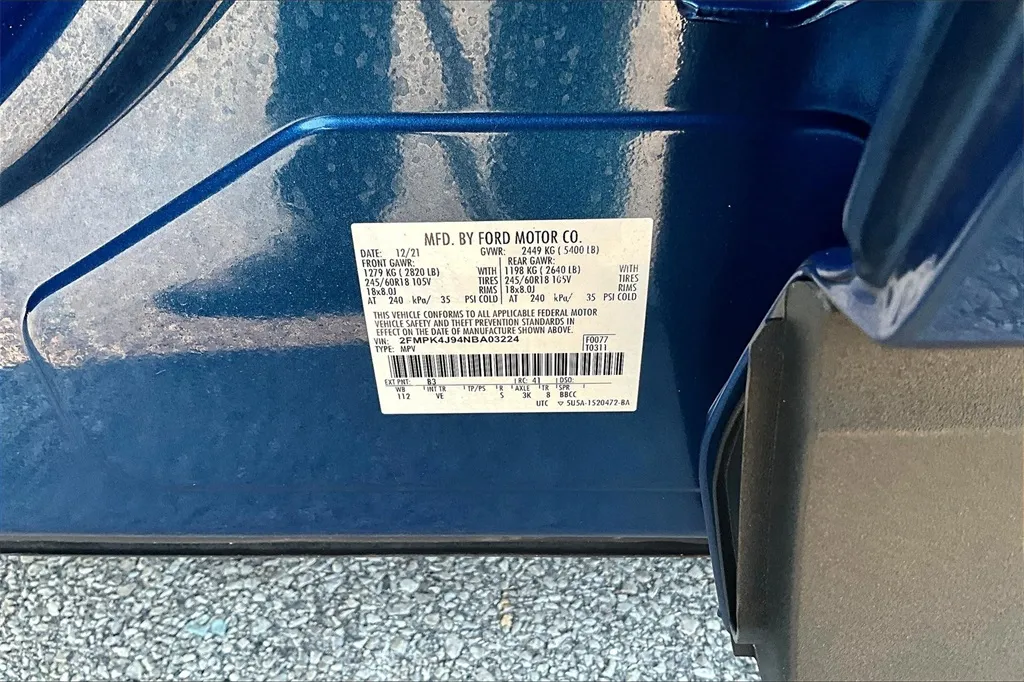 MFD. BY FORD MOTOR CO.
DATE: 12/21 GVWR: 2449 KG ( 5400 LB)
FRONT GAWR: REAR GAWR:
1279 KG ( 2820 LB) WITH 1198 KG ( 2640 LB) WITH
245/60R18 105V TIRES 245/60R18 105V TIRES
18x8.0J RIMS 18x8.0J RIMS
AT 240 kPa/ 35 PSI COLD AT 240 kPa/ 35 PSI COLD
THIS VEHICLE CONFORMS TO ALL APPLICABLE FEDERAL MOTOR
VEHICLE SAFETY AND THEFT PREVENTION STANDARDS IN
EFFECT ON THE DATE OF MANUFACTURE SHOWN ABOVE.
VIN: 2FMPK4J94NBA03224 F0077
TYPE: MPV T0311
EXT PNT: B3 RC: 41 DSO:
WB INT TR TP/PS R AXLE TR SPR
112 VE S 3K 8 BBCC
UTC 5U5A-1520472-BA